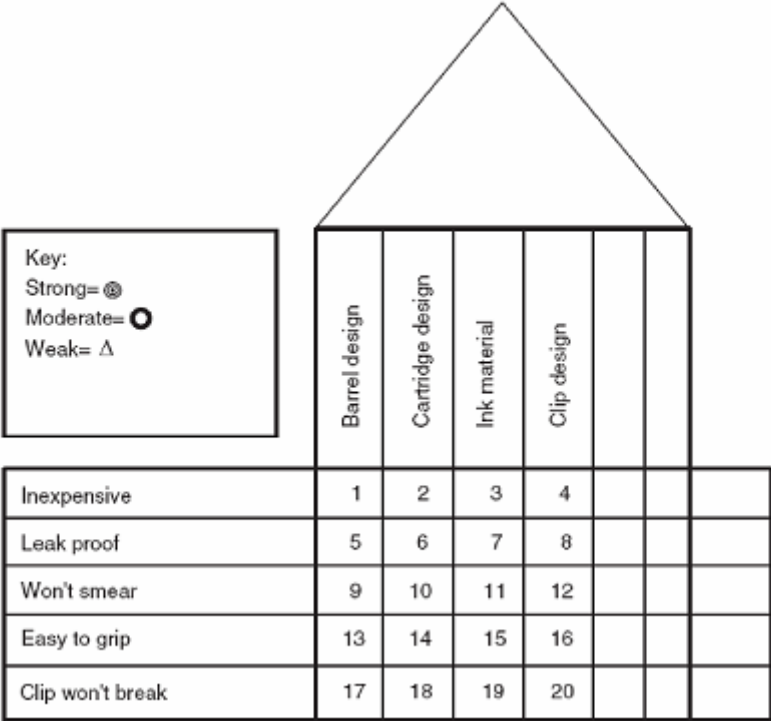 Key:
Strong= ◎
Moderate= O
Weak= Δ
Barrel design
Cartridge design
Ink material
Clip design
Inexpensive 1 2 3 4
Leak proof 5 6 7 8
Won't smear 9 10 11 12
Easy to grip 13 14 15 16
Clip won't break 17 18 19 20